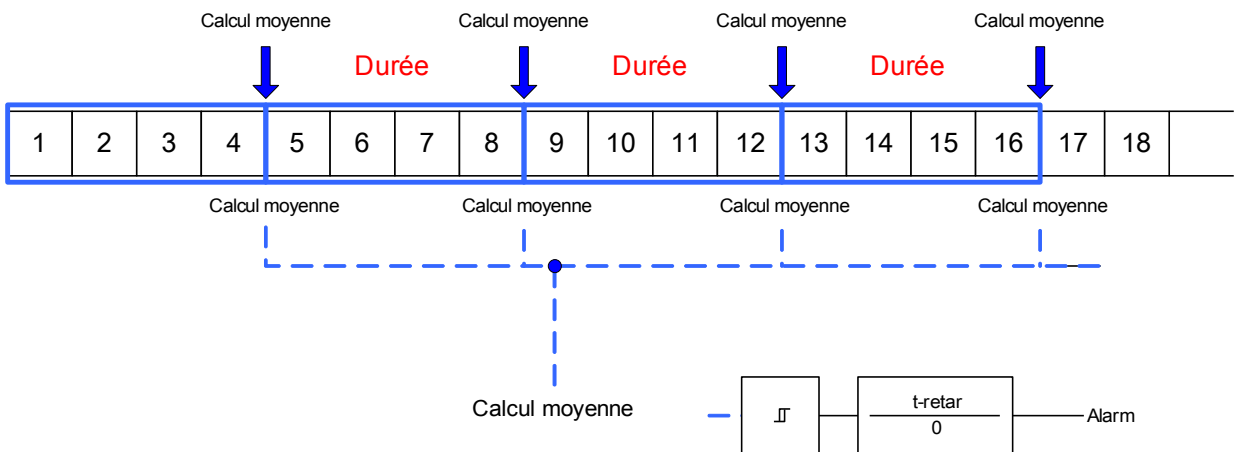 Calcul moyenne Calcul moyenne Calcul moyenne Calcul moyenne
Durée Durée Durée
1 2 3 4 5 6 7 8 9 10 11 12 13 14 15 16 17 18
Calcul moyenne Calcul moyenne Calcul moyenne Calcul moyenne
Calcul moyenne
t-retar
0
Alarm